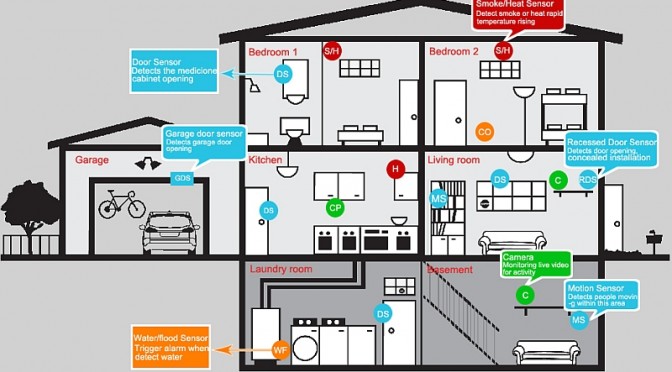 Smoke/Heat Sensor
Detect smoke or heat rapid
temperature rising
Bedroom 1
S/H
Bedroom 2
S/H
Door Sensor
Detects the medicione
cabinet opening
DS
CO
Garage door sensor
Detects garage door
opening
Recessed Door Sensor
Detects door opening,
concealed installation
Garage
Kitchen
H
Living room
GDS
DS
C
RDS
MS
DS
CP
Camera
Monitoring live video
for activity
Laundry room
Basement
Motion Sensor
Detects people movin
-g within this area
C
DS
MS
Water/flood Sensor
Trigger alarm when
detect water
WF